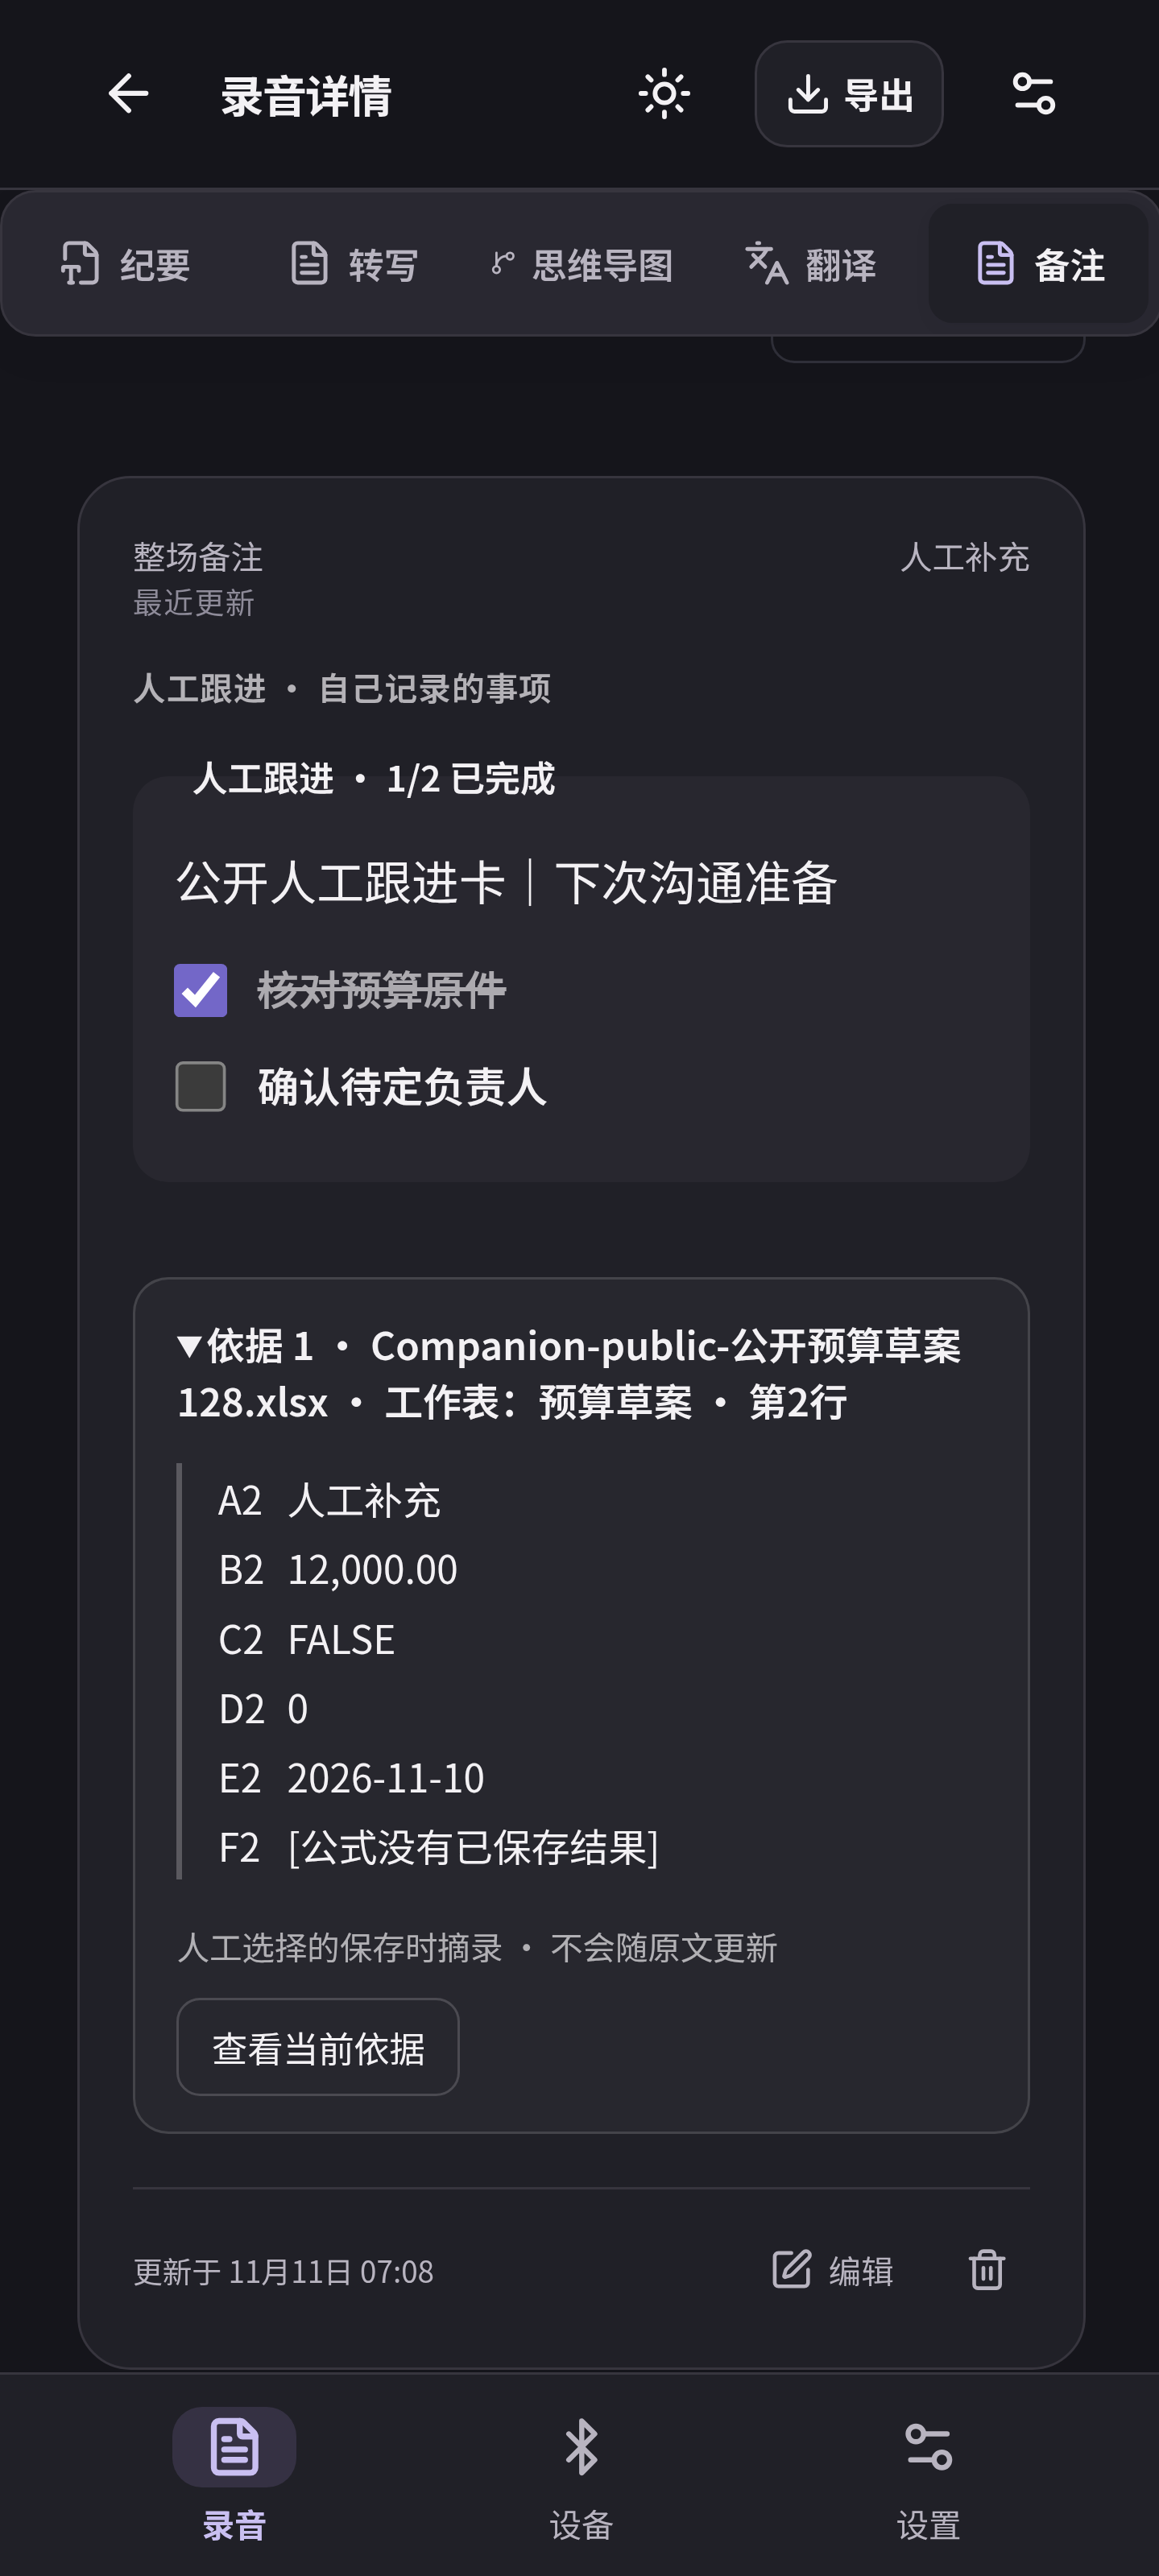 录音详情
导出
纪要
转写
思维导图
翻译
备注
整场备注
人工补充
最近更新
人工跟进 · 自己记录的事项
人工跟进 · 1/2 已完成
公开人工跟进卡｜下次沟通准备
核对预算原件
确认待定负责人
▼依据 1 · Companion-public-公开预算草案
128.xlsx · 工作表：预算草案 · 第2行
A2 人工补充
B2 12,000.00
C2 FALSE
D2 0
E2 2026-11-10
F2 [公式没有已保存结果]
人工选择的保存时摘录 · 不会随原文更新
查看当前依据
更新于 11月11日 07:08
编辑
录音
设备
设置